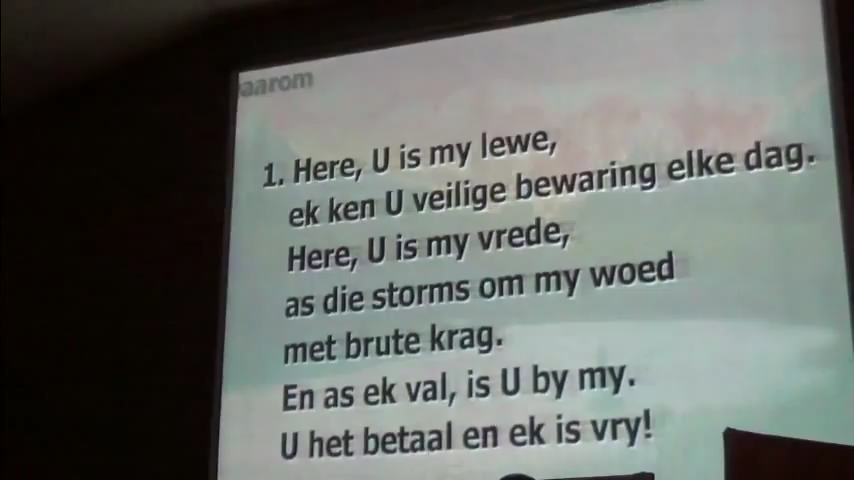 aarom
1. Here, U is my lewe,
ek ken U veilige bewaring elke dag.
Here, U is my vrede,
as die storms om my woed
met brute krag.
En as ek val, is U by my.
U het betaal en ek is vry!